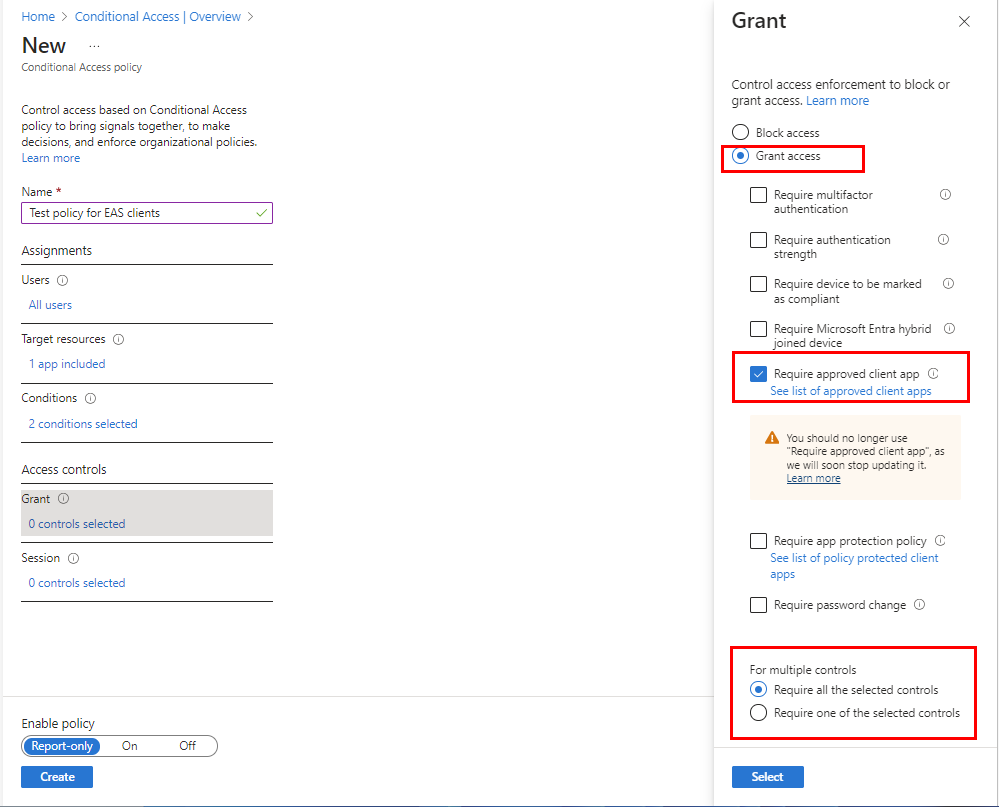 Home > Conditional Access | Overview >
New ...
Conditional Access policy
Control access based on Conditional Access
policy to bring signals together, to make
decisions, and enforce organizational policies.
Learn more
Name *
Test policy for EAS clients
Assignments
Users
All users
Target resources
1 app included
Conditions
2 conditions selected
Access controls
Grant
0 controls selected
Session
0 controls selected
Enable policy
Report-only On Off
Create
Grant
Control access enforcement to block or
grant access. Learn more
Block access
Grant access
Require multifactor
authentication
Require authentication
strength
Require device to be marked
as compliant
Require Microsoft Entra hybrid
joined device
Require approved client app
See list of approved client apps
You should no longer use
"Require approved client app", as
we will soon stop updating it.
Learn more
Require app protection policy
See list of policy protected client
apps
Require password change
For multiple controls
Require all the selected controls
Require one of the selected controls
Select